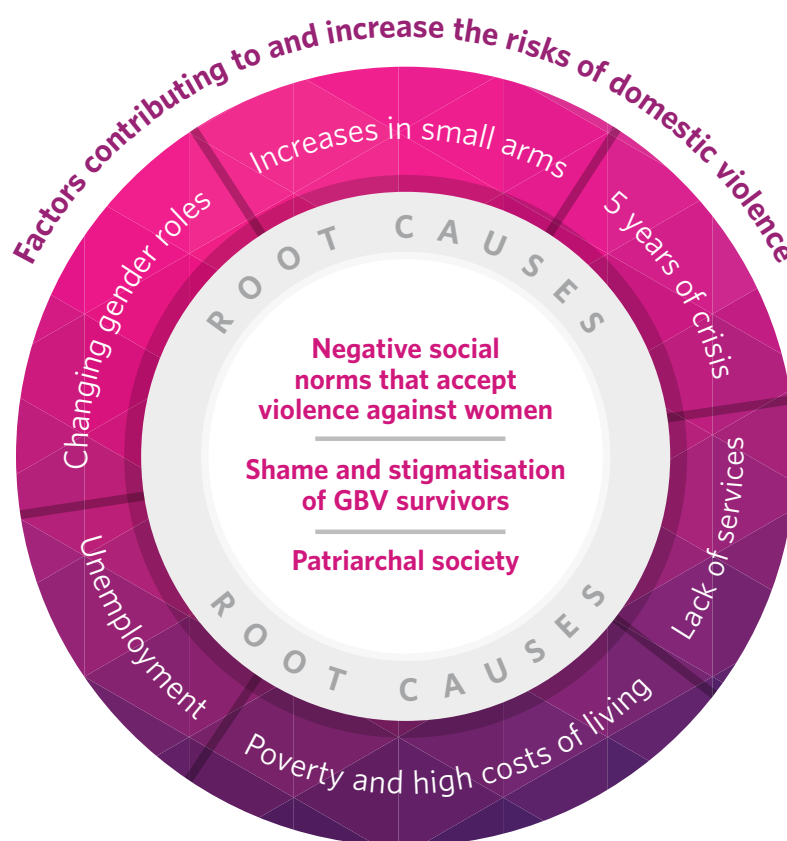 Factors contributing to and increase the risks of domestic violence
Increases in small arms
5 years of crisis
Lack of services
Poverty and high costs of living
Unemployment
Changing gender roles
ROOT CAUSES
Negative social
norms that accept
violence against women
Shame and stigmatisation
of GBV survivors
Patriarchal society
ROOT CAUSES